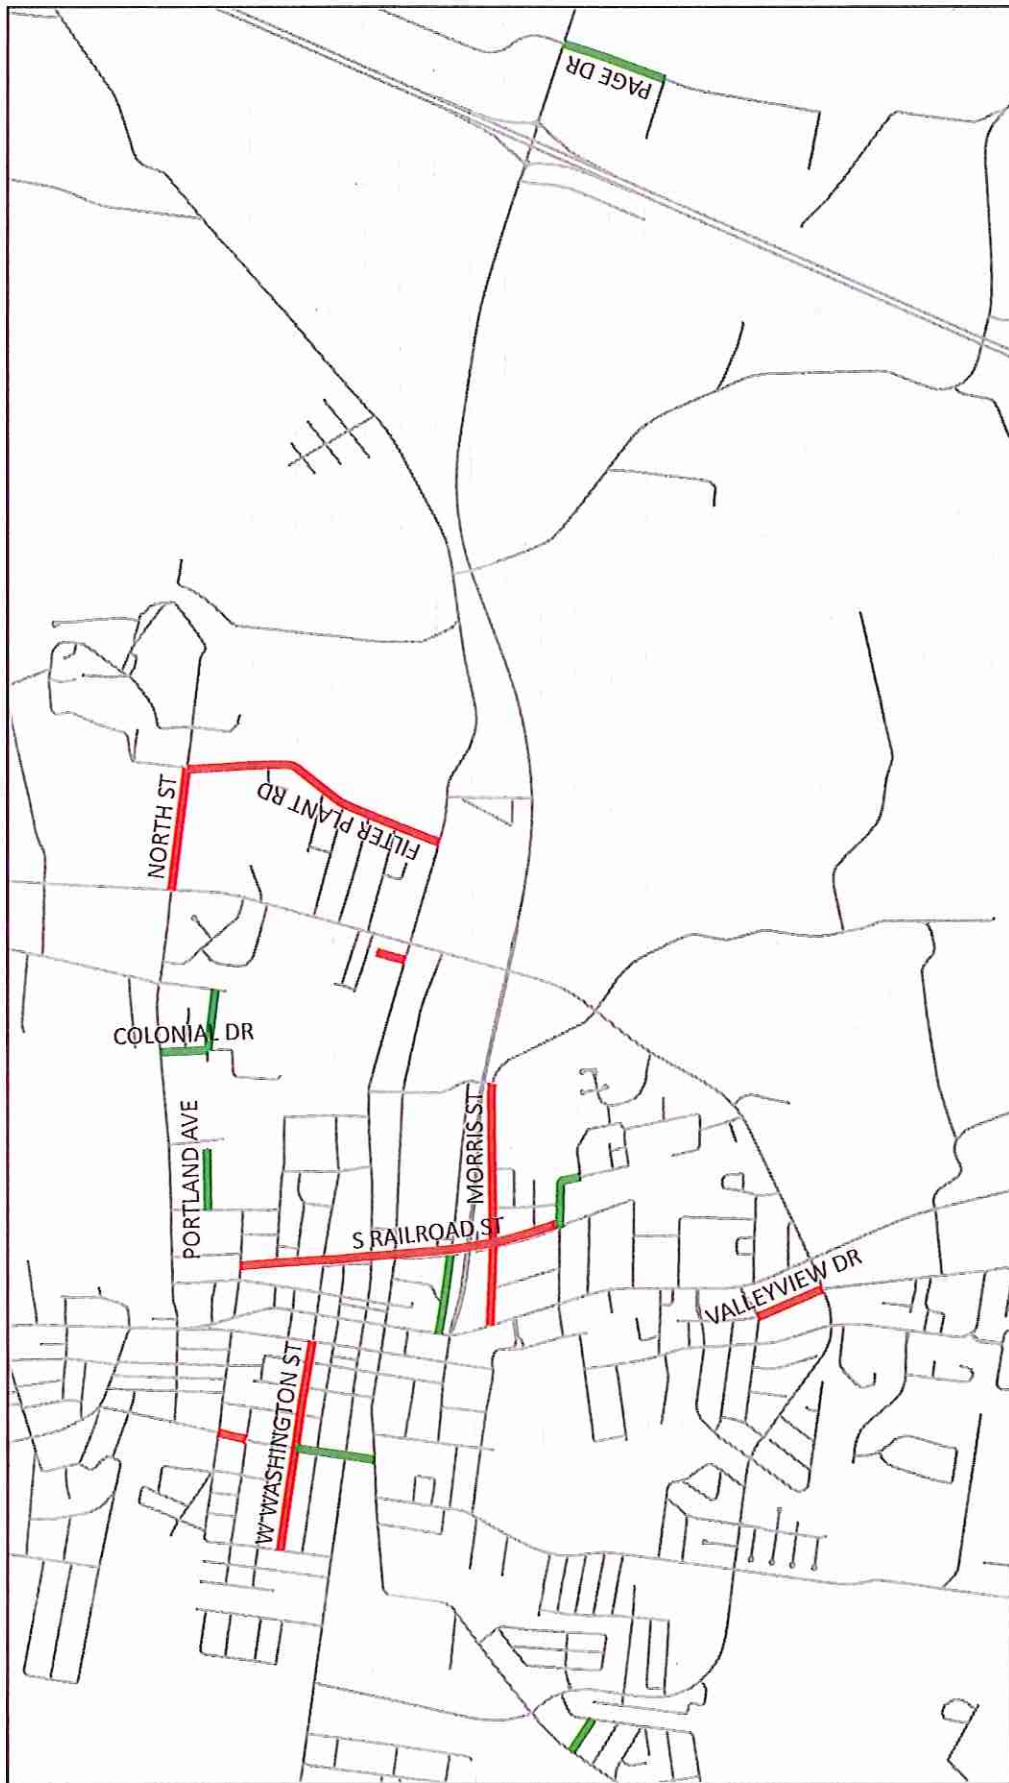 PAGE DR
NORTH ST
FILTER PLANT RD
COLONIAL DR
PORTLAND AVE
MORRIS ST
S RAILROAD ST
VALLEYVIEW DR
W WASHINGTON ST